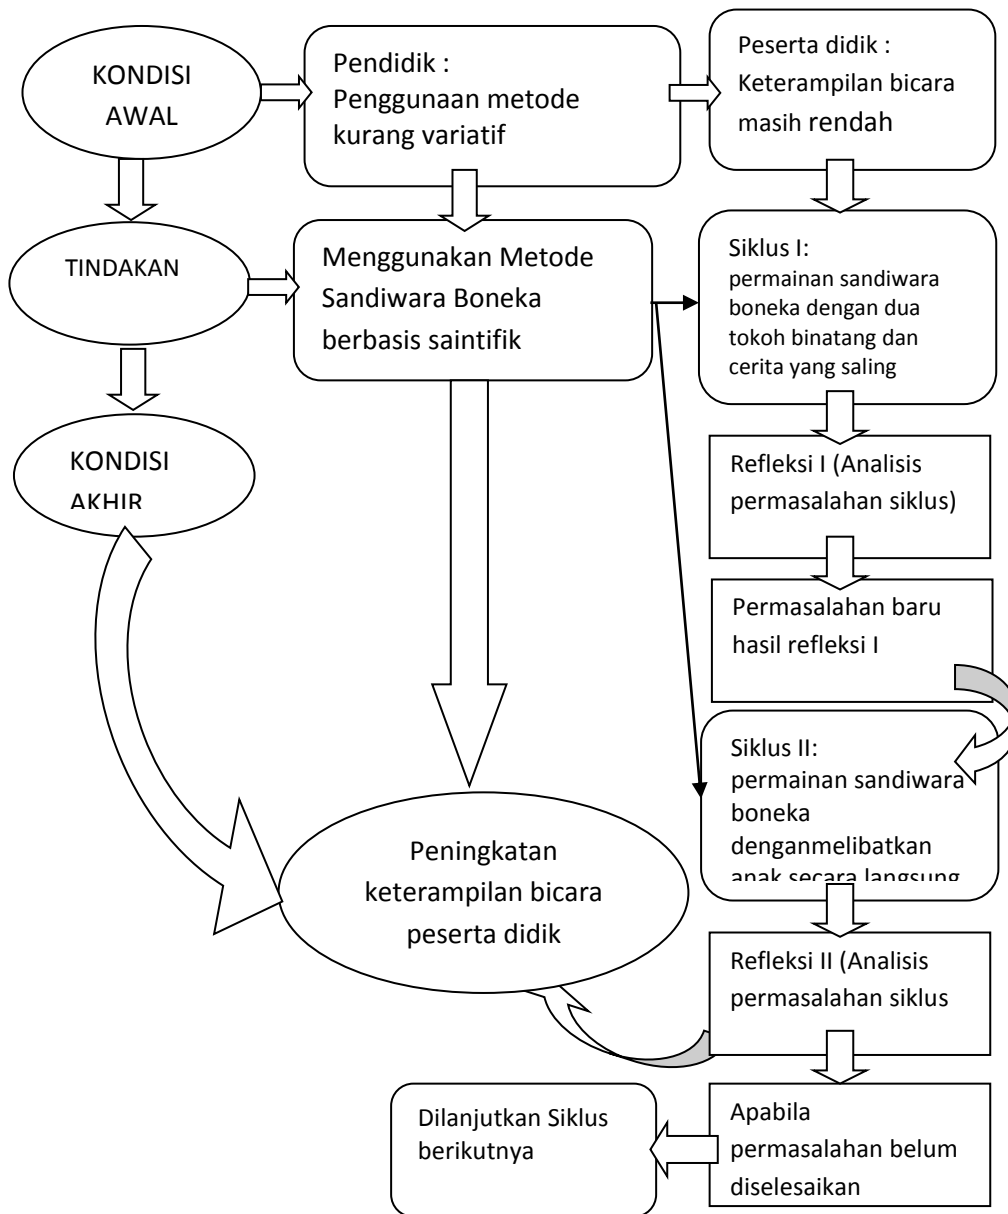 KONDISI
AWAL
Pendidik :
Penggunaan metode
kurang variatif
Peserta didik :
Keterampilan bicara
masih rendah
TINDAKAN
Menggunakan Metode
Sandiwara Boneka
berbasis saintifik
Siklus I:
permainan sandiwara
boneka dengan dua
tokoh binatang dan
cerita yang saling
KONDISI
AKHIR
Refleksi I (Analisis
permasalahan siklus)
Permasalahan baru
hasil refleksi I
Siklus II:
permainan sandiwara
boneka
denganmelibatkan
anak secara langsung
Peningkatan
keterampilan bicara
peserta didik
Refleksi II (Analisis
permasalahan siklus
Apabila
permasalahan belum
diselesaikan
Dilanjutkan Siklus
berikutnya